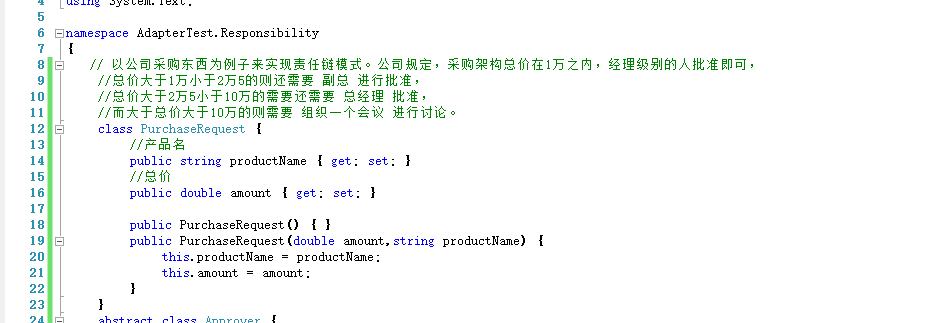 4 using System.Text;
5
6 namespace AdapterTest.Responsibility
7 {
8 // 以公司采购东西为例子来实现责任链模式。公司规定，采购架构总价在1万之内，经理级别的人批准即可，
9 //总价大于1万小于2万5的则还需要 副总 进行批准，
10 //总价大于2万5小于10万的需要还需要 总经理 批准，
11 //而大于总价大于10万的则需要 组织一个会议 进行讨论。
12 class PurchaseRequest {
13 //产品名
14 public string productName { get; set; }
15 //总价
16 public double amount { get; set; }
17
18 public PurchaseRequest() { }
19 public PurchaseRequest(double amount,string productName) {
20 this.productName = productName;
21 this.amount = amount;
22 }
23 }
24 abstract class Approver {